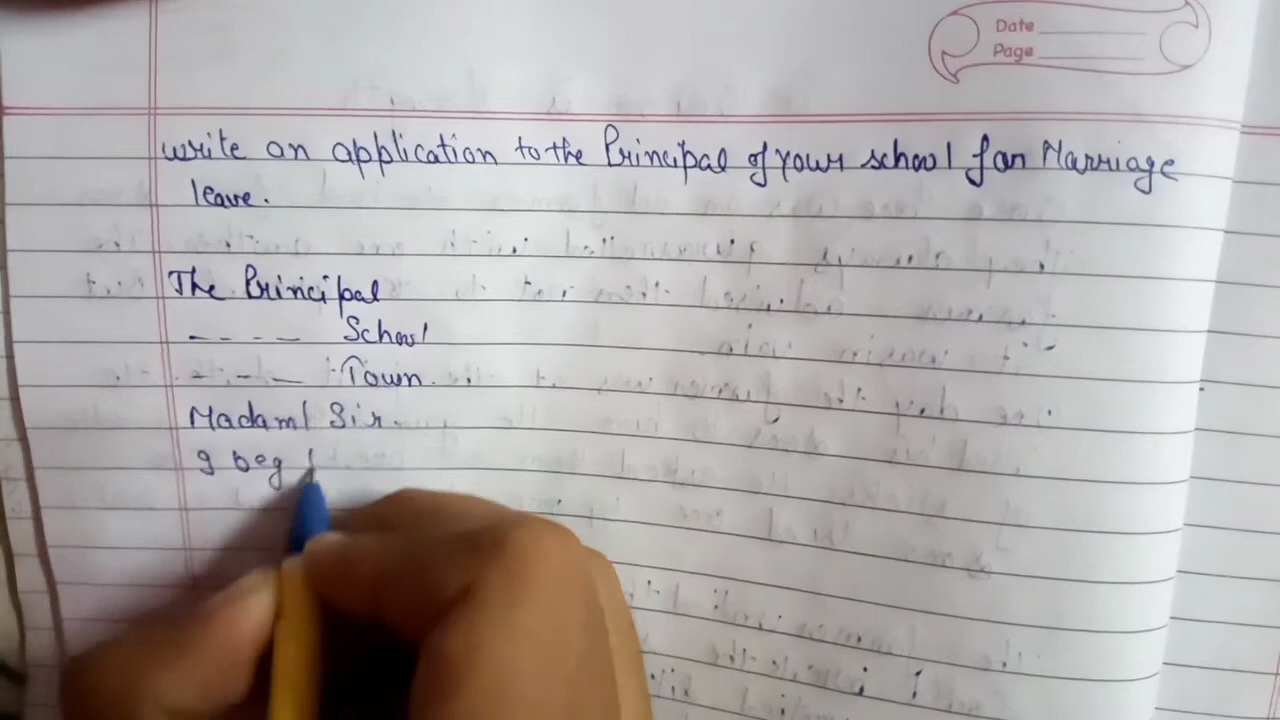 Date
Page
write an application to the Principal of your school for Marriage
leave.
The Principal
---- School
---- Town.
Madam/ Sir.
I beg